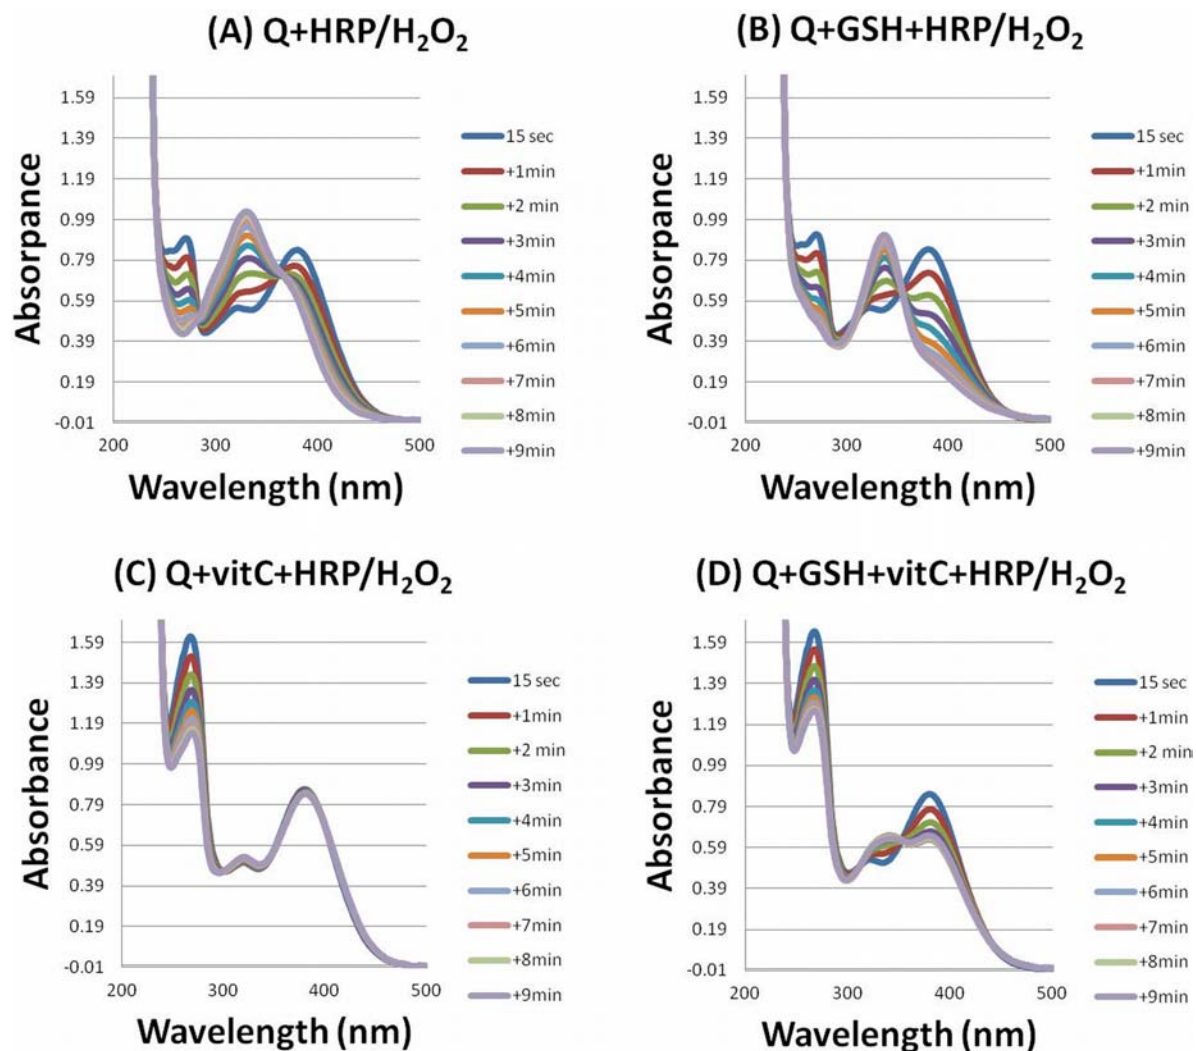 (A) Q+HRP/H₂O₂
Absorpance
1.59
1.39
1.19
0.99
0.79
0.59
0.39
0.19
-0.01
200
300
400
500
Wavelength (nm)
15 sec
+1min
+2 min
+3min
+4min
+5min
+6min
+7min
+8min
+9min
(B) Q+GSH+HRP/H₂O₂
Absorpance
1.59
1.39
1.19
0.99
0.79
0.59
0.39
0.19
-0.01
200
300
400
500
Wavelength (nm)
15 sec
+1min
+2 min
+3min
+4min
+5min
+6min
+7min
+8min
+9min
(C) Q+vitC+HRP/H₂O₂
Absorbance
1.59
1.39
1.19
0.99
0.79
0.59
0.39
0.19
-0.01
200
300
400
500
Wavelength (nm)
15 sec
+1min
+2 min
+3min
+4min
+5min
+6min
+7min
+8min
+9min
(D) Q+GSH+vitC+HRP/H₂O₂
Absorbance
1.59
1.39
1.19
0.99
0.79
0.59
0.39
0.19
-0.01
200
300
400
500
Wavelength (nm)
15 sec
+1min
+2 min
+3min
+4min
+5min
+6min
+7min
+8min
+9min